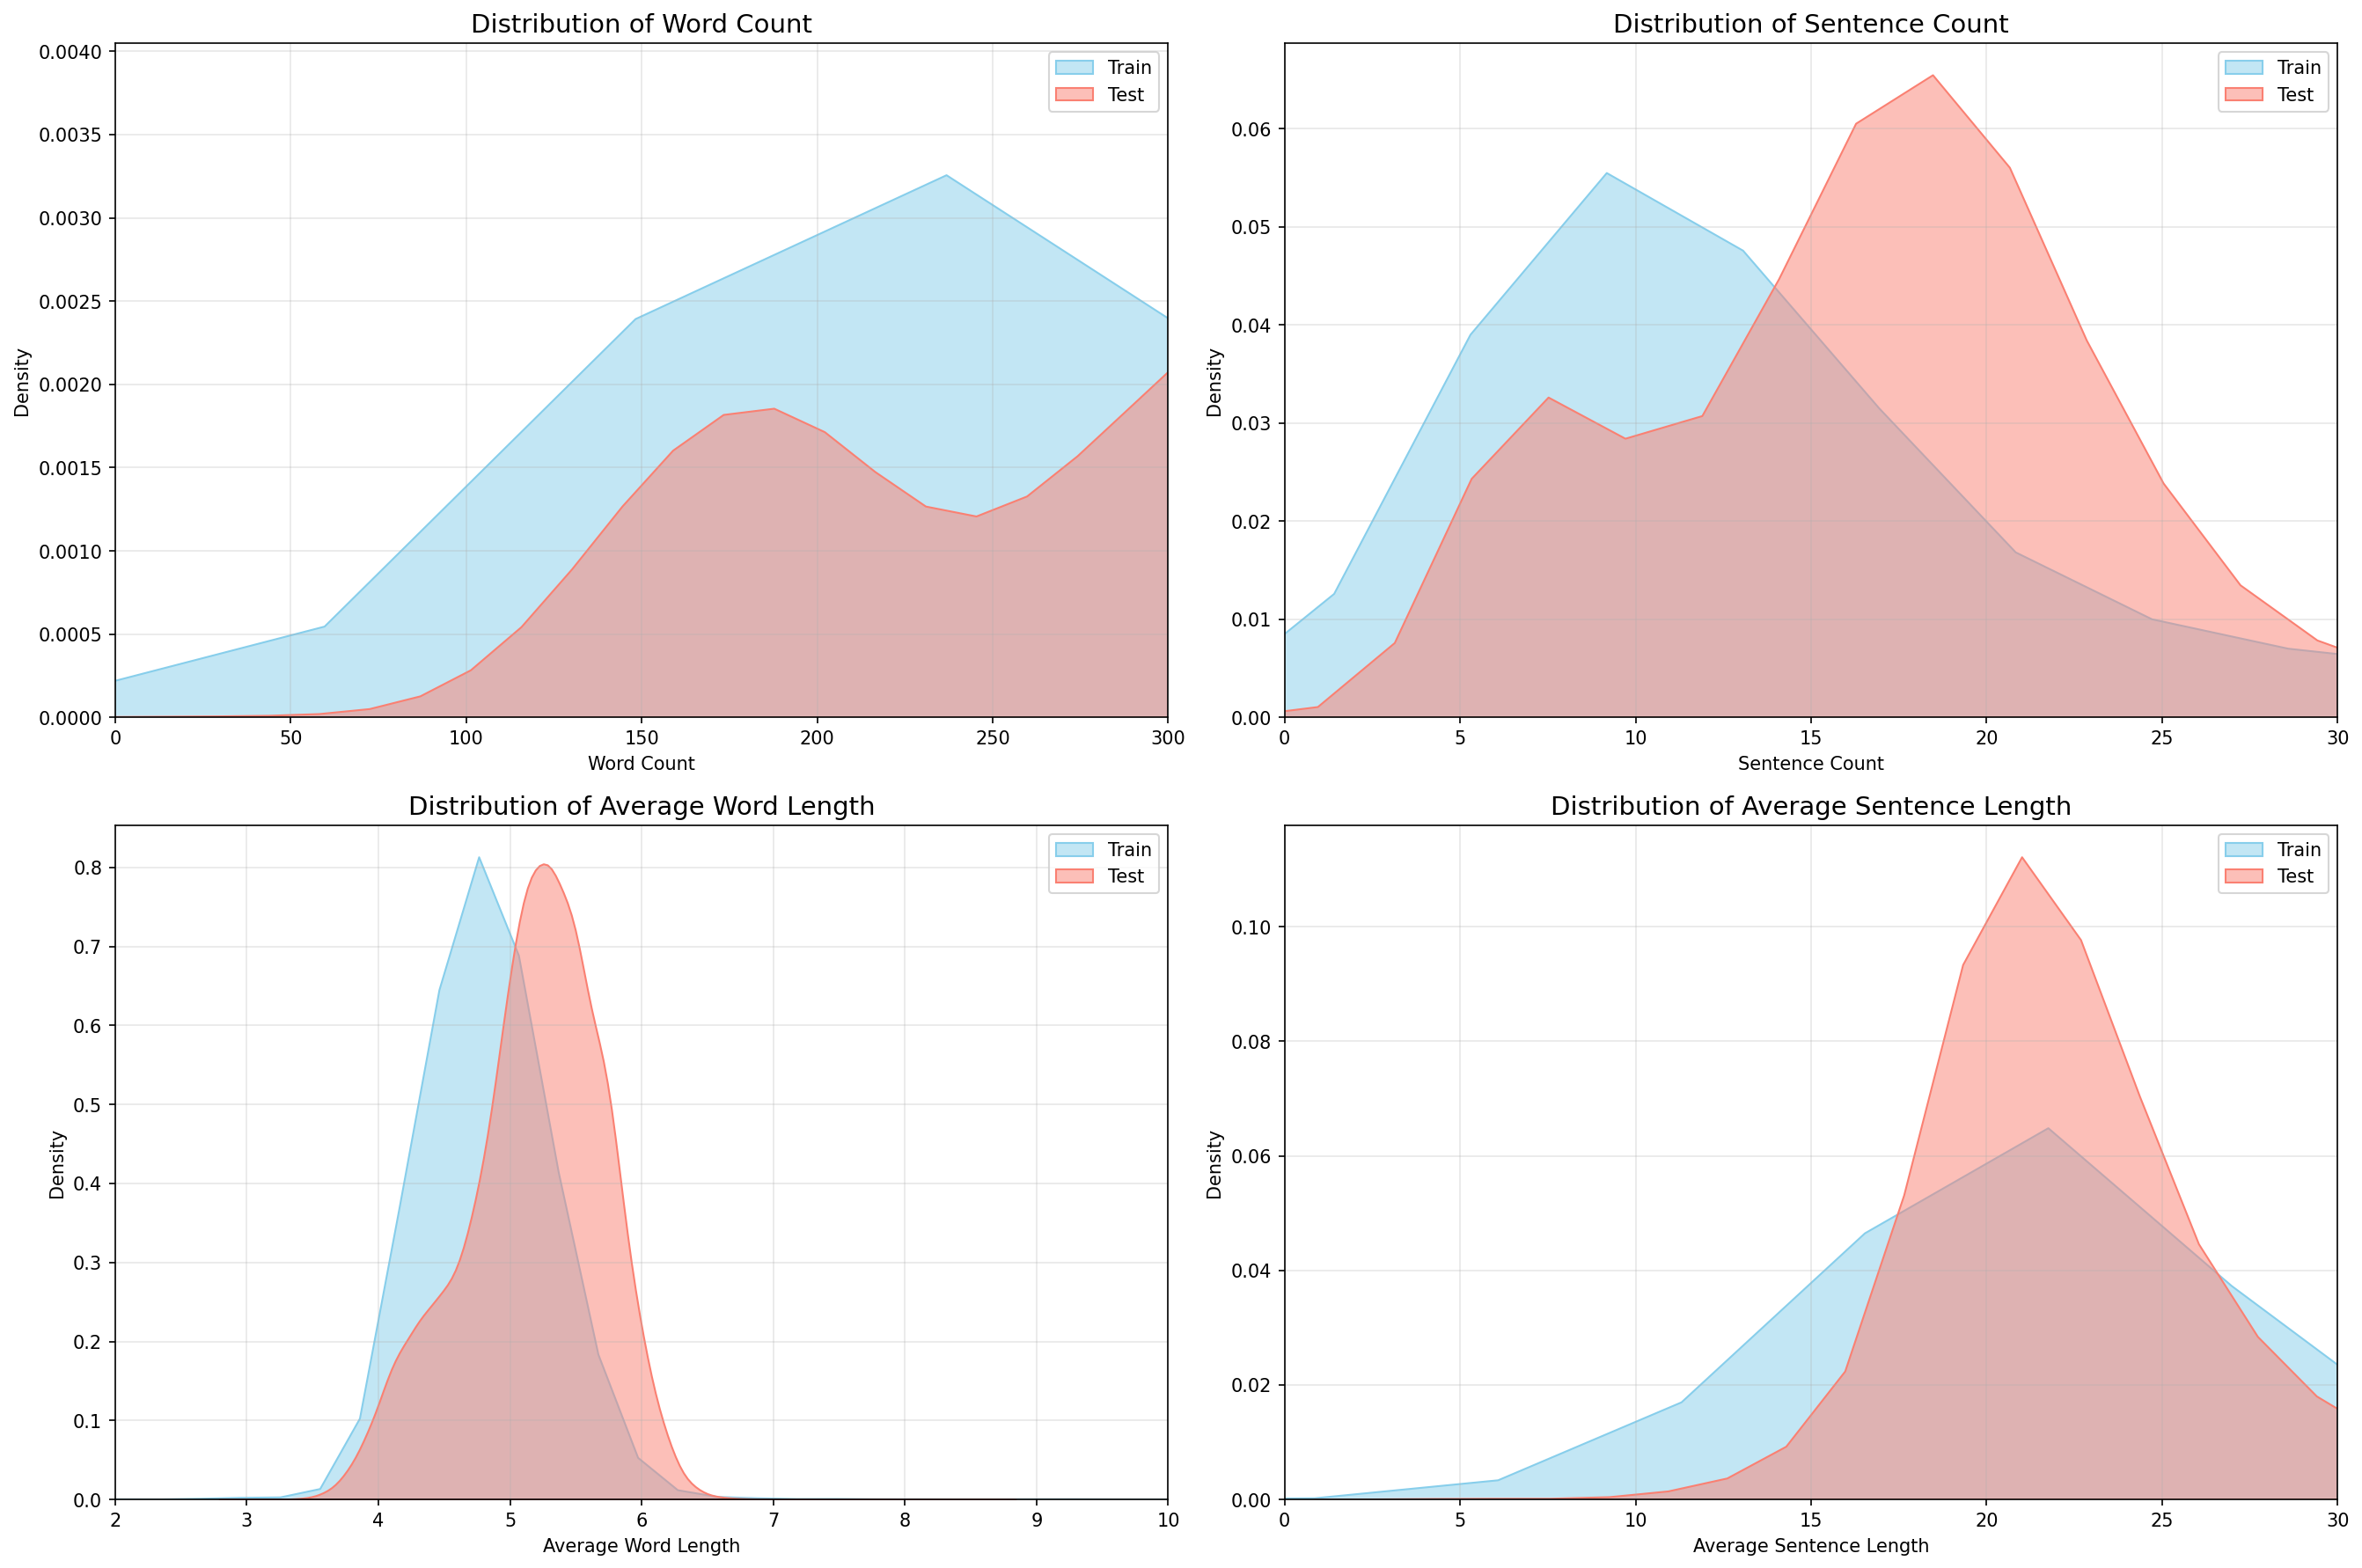 Distribution of Word Count
0.0040
0.0035
0.0030
0.0025
0.0020
0.0015
0.0010
0.0005
0.0000
Density
0 50 100 150 200 250 300
Word Count
Train
Test
Distribution of Sentence Count
0.06
0.05
0.04
0.03
0.02
0.01
0.00
Density
0 5 10 15 20 25 30
Sentence Count
Train
Test
Distribution of Average Word Length
0.8
0.7
0.6
0.5
0.4
0.3
0.2
0.1
0.0
Density
2 3 4 5 6 7 8 9 10
Average Word Length
Train
Test
Distribution of Average Sentence Length
0.10
0.08
0.06
0.04
0.02
0.00
Density
0 5 10 15 20 25 30
Average Sentence Length
Train
Test